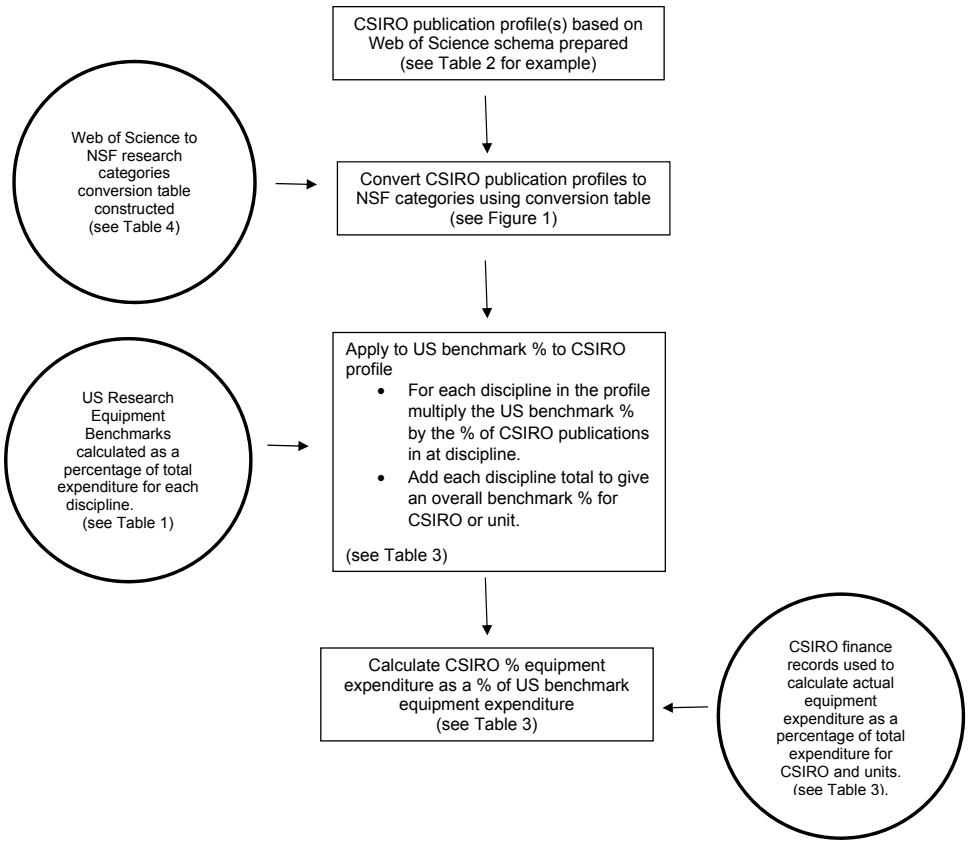 CSIRO publication profile(s) based on
Web of Science schema prepared
(see Table 2 for example)
Web of Science to
NSF research
categories
conversion table
constructed
(see Table 4)
Convert CSIRO publication profiles to
NSF categories using conversion table
(see Figure 1)
US Research
Equipment
Benchmarks
calculated as a
percentage of total
expenditure for each
discipline.
(see Table 1)
Apply to US benchmark % to CSIRO
profile
• For each discipline in the profile
multiply the US benchmark %
by the % of CSIRO publications
in at discipline.
• Add each discipline total to give
an overall benchmark % for
CSIRO or unit.
(see Table 3)
Calculate CSIRO % equipment
expenditure as a % of US benchmark
equipment expenditure
(see Table 3)
CSIRO finance
records used to
calculate actual
equipment
expenditure as a
percentage of total
expenditure for
CSIRO and units.
(see Table 3).